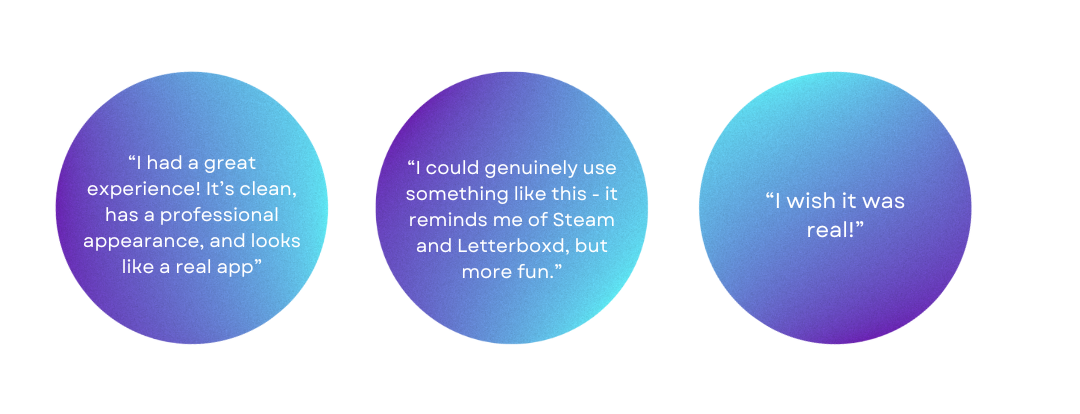 “I had a great
experience! It’s clean,
has a professional
appearance, and looks
like a real app”
“I could genuinely use
something like this - it
reminds me of Steam
and Letterboxd, but
more fun.”
“I wish it was
real!”